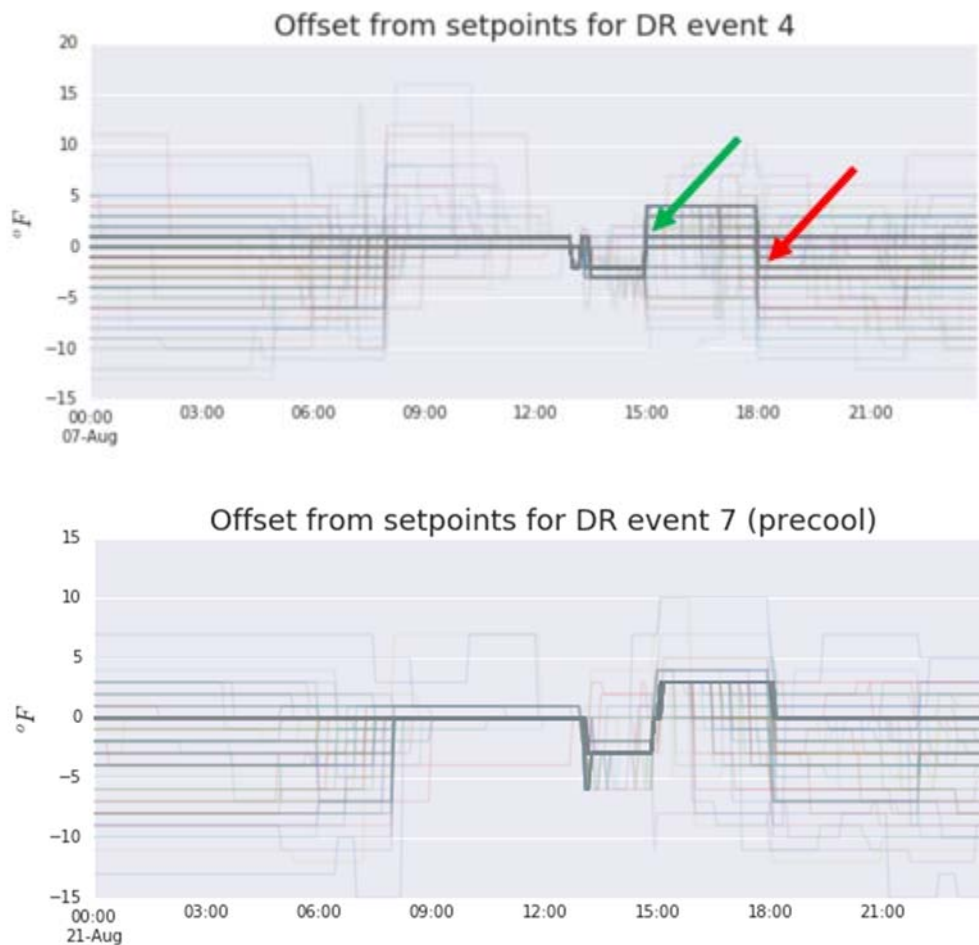 Offset from setpoints for DR event 4
°F
20
15
10
5
0
−5
−10
−15
00:00 03:00 06:00 09:00 12:00 15:00 18:00 21:00
07-Aug
Offset from setpoints for DR event 7 (precool)
°F
15
10
5
0
−5
−10
−15
00:00 03:00 06:00 09:00 12:00 15:00 18:00 21:00
21-Aug